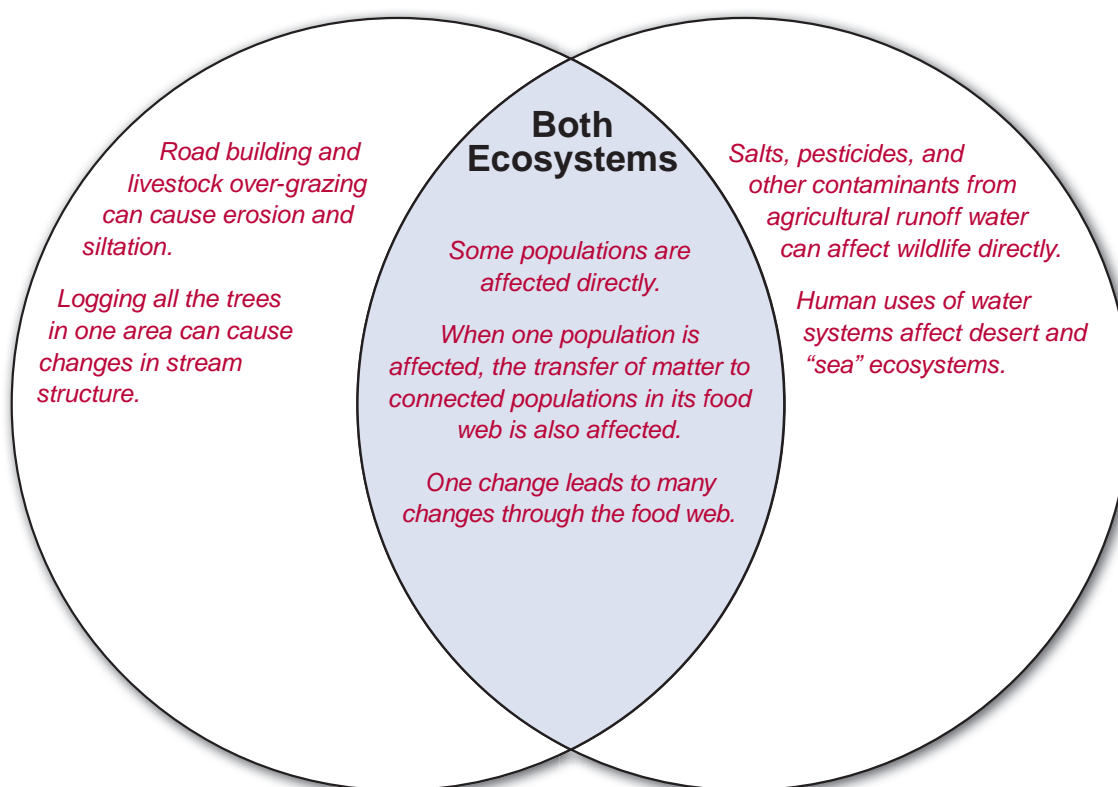 Road building and
livestock over-grazing
can cause erosion and
siltation.
Logging all the trees
in one area can cause
changes in stream
structure.
Both
Ecosystems
Some populations are
affected directly.
When one population is
affected, the transfer of matter to
connected populations in its food
web is also affected.
One change leads to many
changes through the food web.
Salts, pesticides, and
other contaminants from
agricultural runoff water
can affect wildlife directly.
Human uses of water
systems affect desert and
“sea” ecosystems.